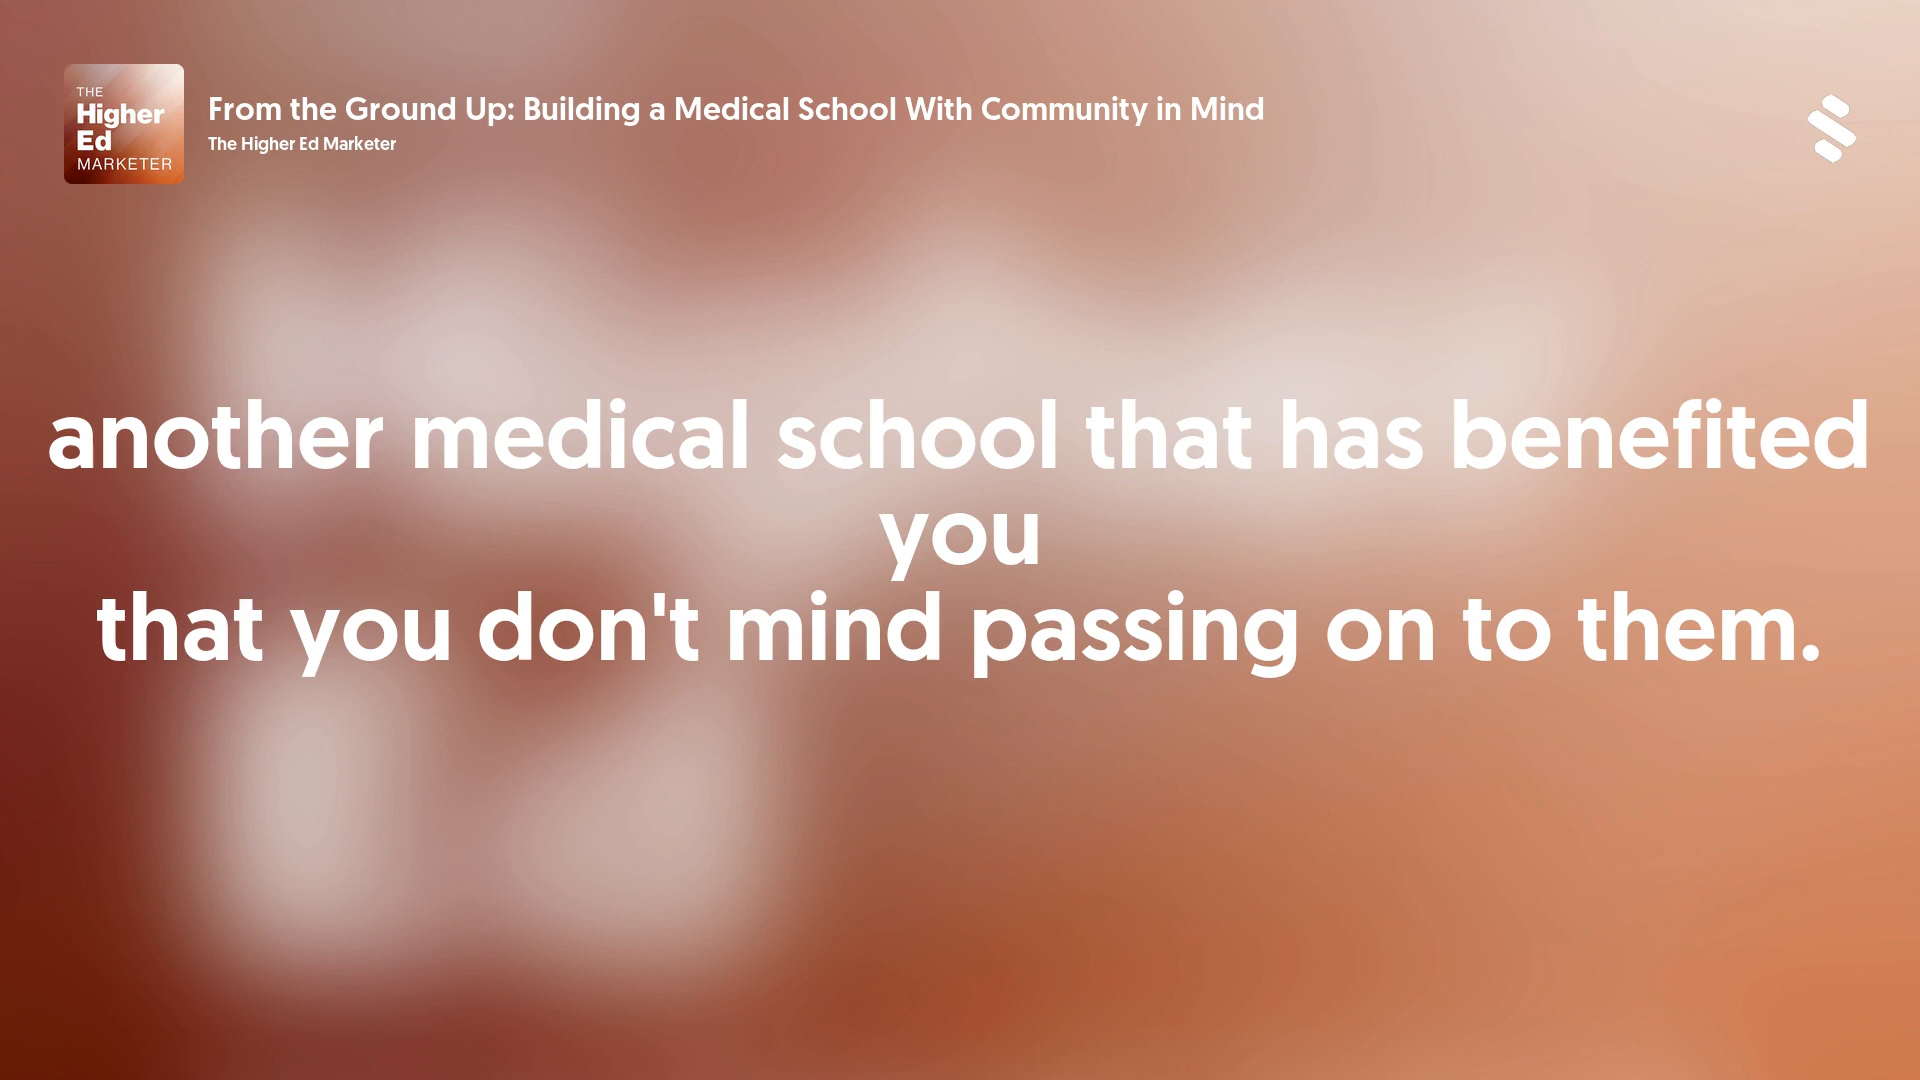 THE
Higher
Ed
MARKETER
From the Ground Up: Building a Medical School With Community in Mind
The Higher Ed Marketer
another medical school that has benefited
you
that you don't mind passing on to them.